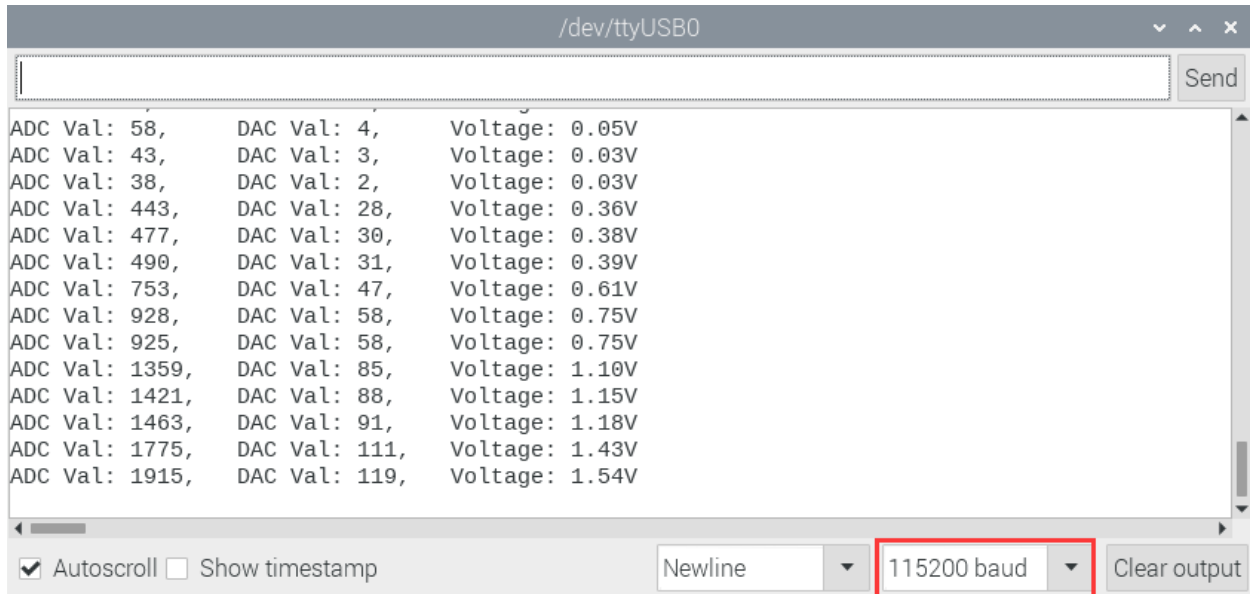 /dev/ttyUSB0
Send
ADC Val: 58, DAC Val: 4, Voltage: 0.05V
ADC Val: 43, DAC Val: 3, Voltage: 0.03V
ADC Val: 38, DAC Val: 2, Voltage: 0.03V
ADC Val: 443, DAC Val: 28, Voltage: 0.36V
ADC Val: 477, DAC Val: 30, Voltage: 0.38V
ADC Val: 490, DAC Val: 31, Voltage: 0.39V
ADC Val: 753, DAC Val: 47, Voltage: 0.61V
ADC Val: 928, DAC Val: 58, Voltage: 0.75V
ADC Val: 925, DAC Val: 58, Voltage: 0.75V
ADC Val: 1359, DAC Val: 85, Voltage: 1.10V
ADC Val: 1421, DAC Val: 88, Voltage: 1.15V
ADC Val: 1463, DAC Val: 91, Voltage: 1.18V
ADC Val: 1775, DAC Val: 111, Voltage: 1.43V
ADC Val: 1915, DAC Val: 119, Voltage: 1.54V
Autoscroll Show timestamp Newline 115200 baud Clear output